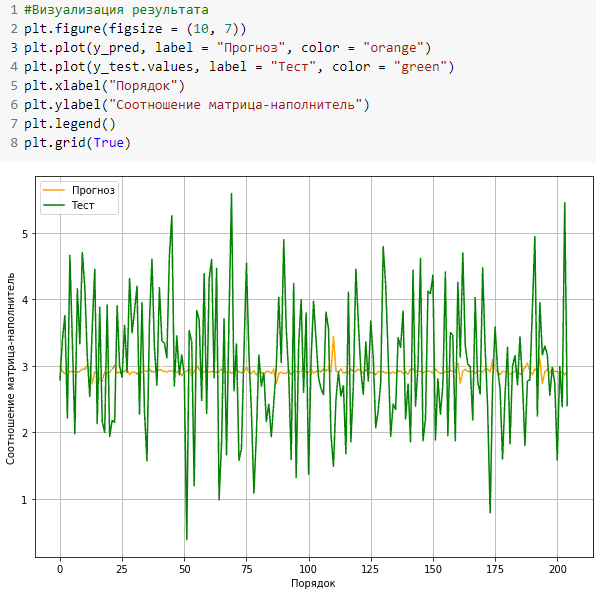 1 #Визуализация результата
2 plt.figure(figsize = (10, 7))
3 plt.plot(y_pred, label = "Прогноз", color = "orange")
4 plt.plot(y_test.values, label = "Тест", color = "green")
5 plt.xlabel("Порядок")
6 plt.ylabel("Соотношение матрица-наполнитель")
7 plt.legend()
8 plt.grid(True)
Прогноз
Тест
5
4
3
2
1
Соотношение матрица-наполнитель
0 25 50 75 100 125 150 175 200
Порядок